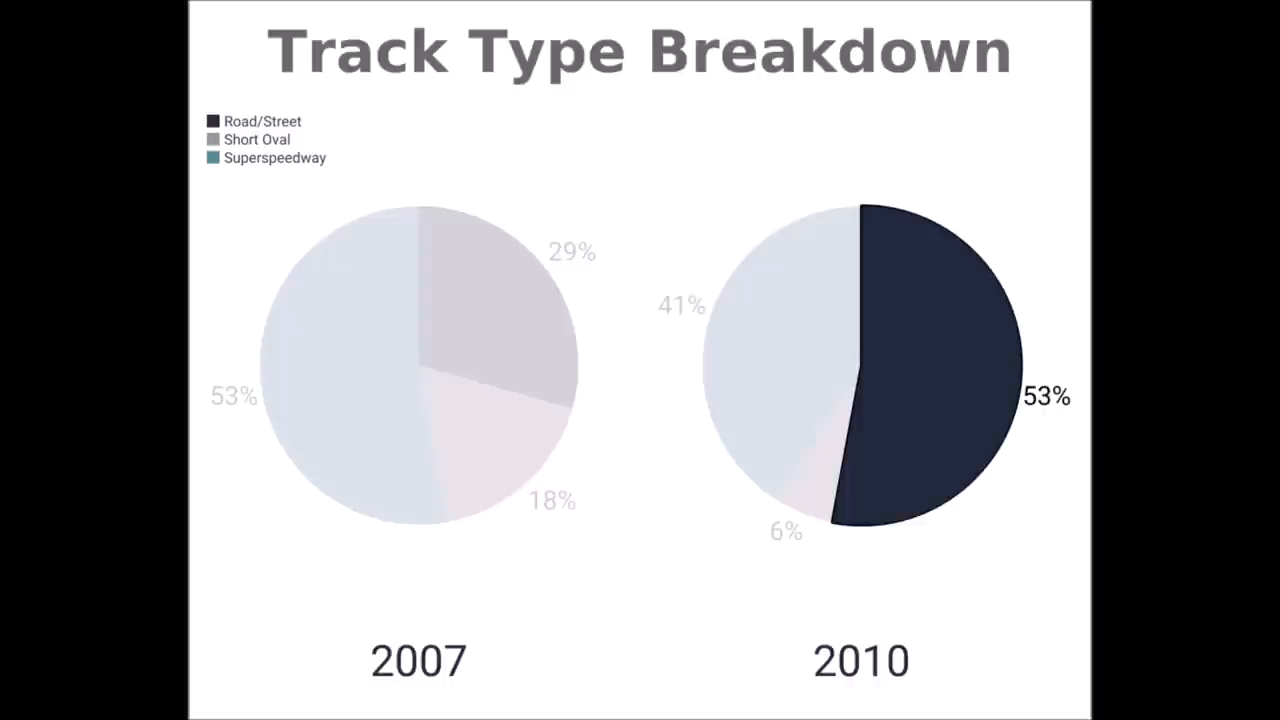 Track Type Breakdown
Road/Street
Short Oval
Superspeedway
29%
53%
18%
41%
53%
6%
2007
2010